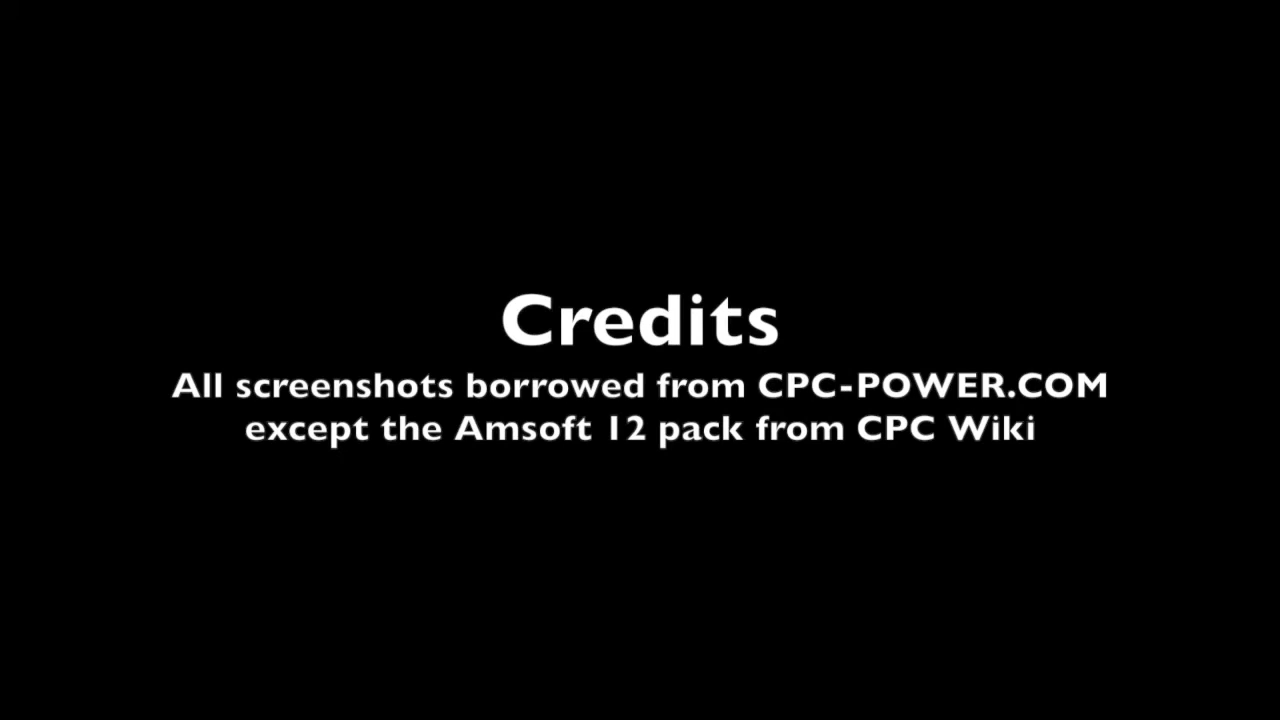 Credits
All screenshots borrowed from CPC-POWER.COM
except the Amsoft 12 pack from CPC Wiki